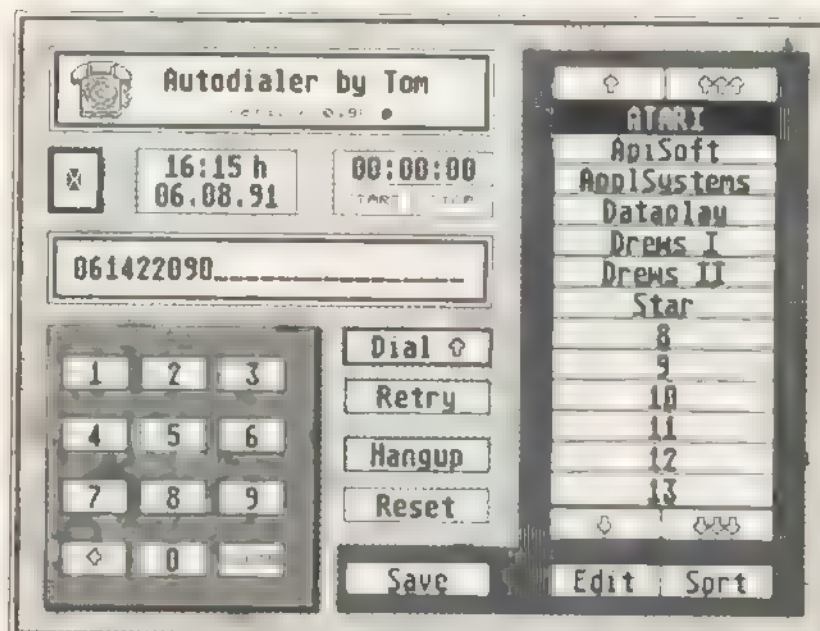 Autodialer by Tom
16:15 h
06.08.91
00:00:00
061422090
1 2 3
4 5 6
7 8 9
0
Dial
Retry
Hangup
Reset
Save
ATARI
ApiSoft
ApplSystems
Dataplay
Drews I
Drews II
Star
8
9
10
11
12
13
Edit
Sort